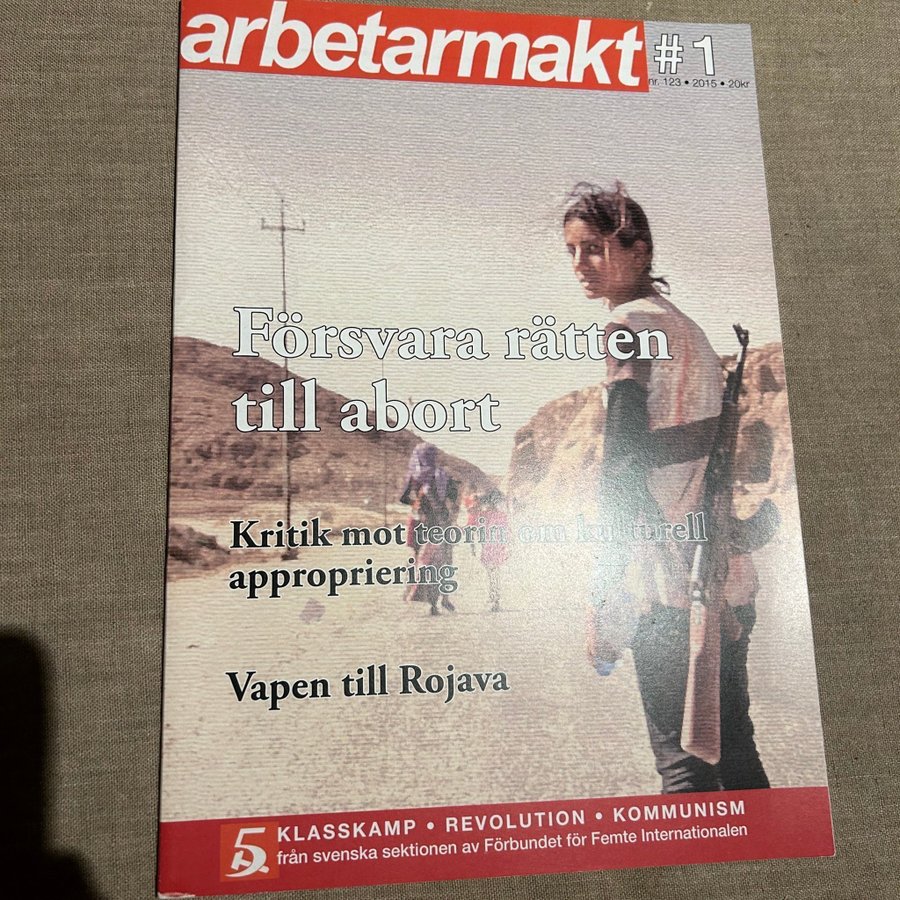 arbetarmakt #1
nr. 123 • 2015 • 20kr
Försvara rätten
till abort
Kritik mot teorin om kulturell
appropriering
Vapen till Rojava
5
KLASSKAMP • REVOLUTION • KOMMUNISM
från svenska sektionen av Förbundet för Femte Internationalen